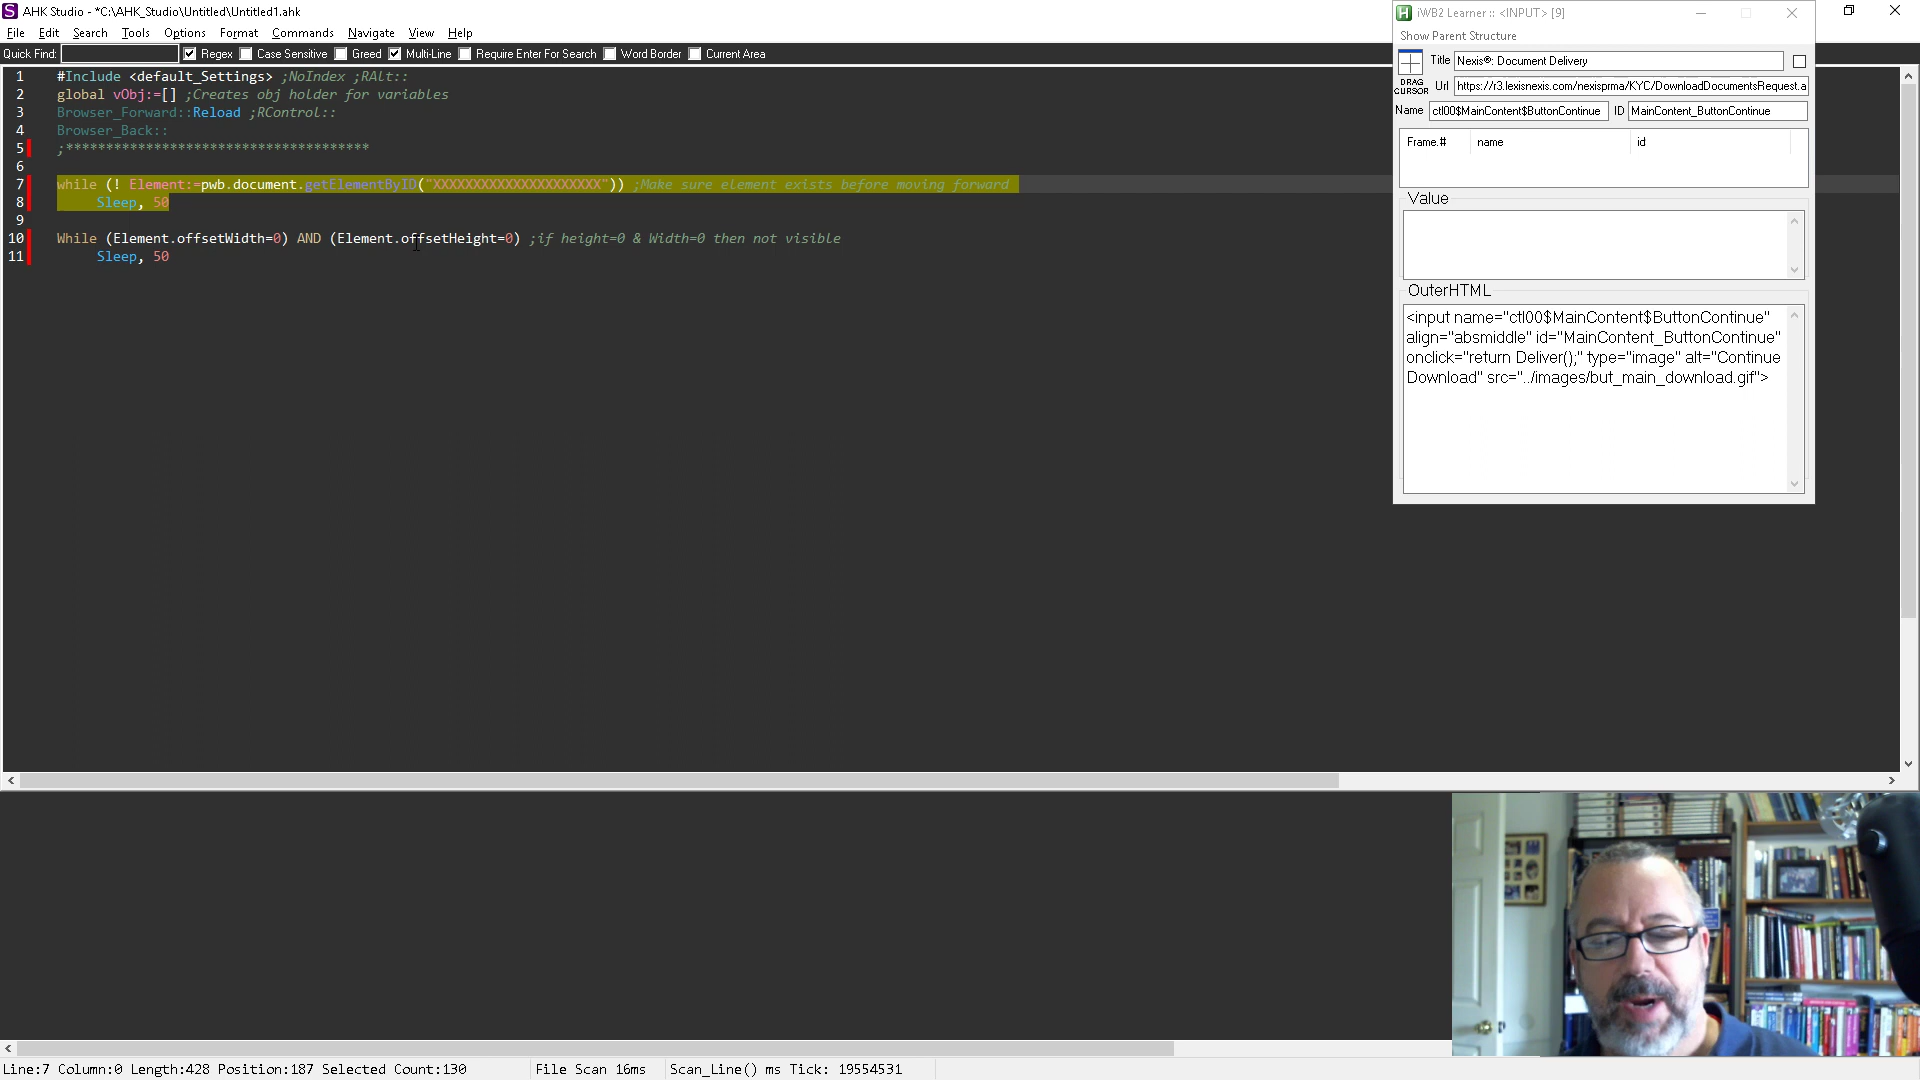 AHK Studio - *C:\AHK_Studio\Untitled\Untitled1.ahk
File Edit Search Tools Options Format Commands Navigate View Help
Quick Find: Regex Case Sensitive Greed Multi-Line Require Enter For Search Word Border Current Area
1 #Include <default_Settings> ;NoIndex ;RAlt::
2 global vObj:=[] ;Creates obj holder for variables
3 Browser_Forward::Reload ;RControl::
4 Browser_Back::
5 ;**************************************
6
7 while (! Element:=pwb.document.getElementByID("XXXXXXXXXXXXXXXXXXXXX")) ;Make sure element exists before moving forward
8 Sleep, 50
9
10 While (Element.offsetWidth=0) AND (Element.offsetHeight=0) ;if height=0 & Width=0 then not visible
11 Sleep, 50
iWB2 Learner :: <INPUT> [9]
Show Parent Structure
DRAG CURSOR
Title Nexis®: Document Delivery
Url https://r3.lexisnexis.com/nexisprma/KYC/DownloadDocumentsRequest.a
Name ctl00$MainContent$ButtonContinue ID MainContent_ButtonContinue
Frame.# name id
Value
OuterHTML
<input name="ctl00$MainContent$ButtonContinue"
align="absmiddle" id="MainContent_ButtonContinue"
onclick="return Deliver();" type="image" alt="Continue
Download" src="../images/but_main_download.gif">
Line:7 Column:0 Length:428 Position:187 Selected Count:130 File Scan 16ms Scan_Line() ms Tick: 19554531